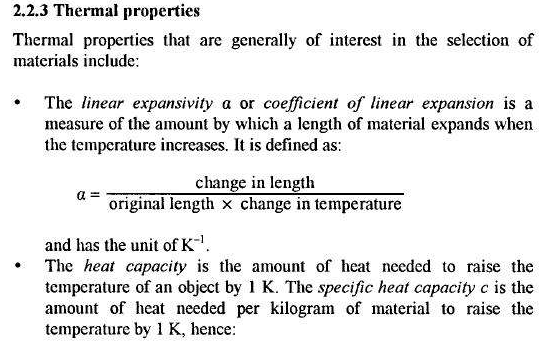 2.2.3 Thermal properties
Thermal properties that are generally of interest in the selection of
materials include:
• The linear expansivity α or coefficient of linear expansion is a
measure of the amount by which a length of material expands when
the temperature increases. It is defined as:
α = change in length
original length × change in temperature
and has the unit of K⁻¹.
• The heat capacity is the amount of heat needed to raise the
temperature of an object by 1 K. The specific heat capacity c is the
amount of heat needed per kilogram of material to raise the
temperature by 1 K, hence: